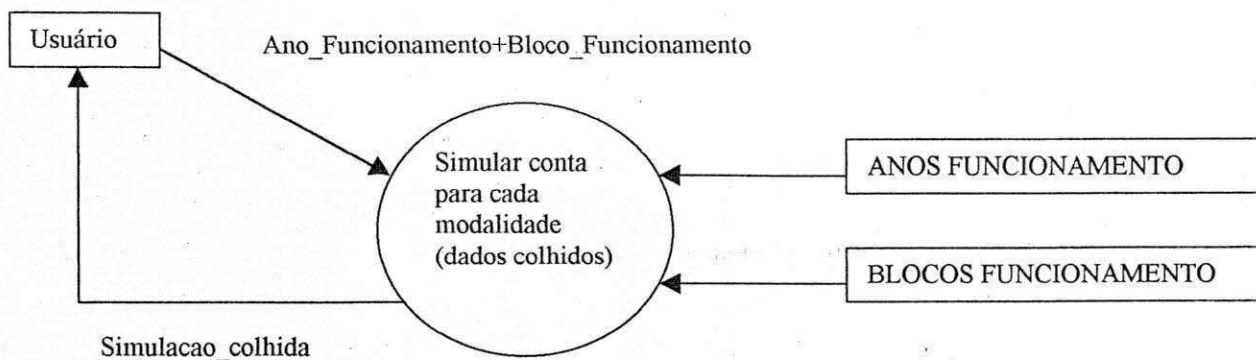 Usuário
Ano_Funcionamento+Bloco_Funcionamento
Simular conta
para cada
modalidade
(dados colhidos)
ANOS FUNCIONAMENTO
BLOCOS FUNCIONAMENTO
Simulacao_colhida